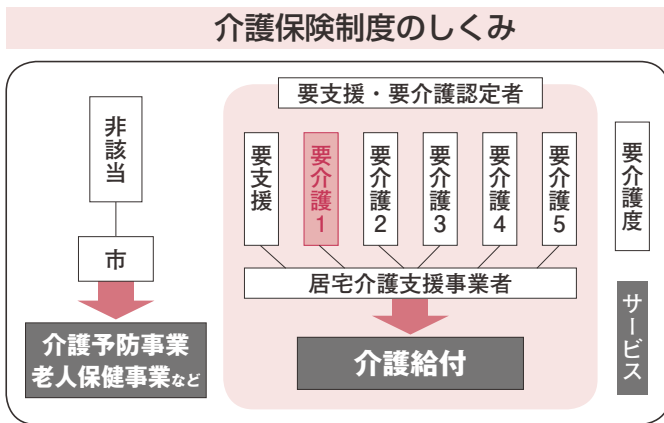 介護保険制度のしくみ
非該当
市
介護予防事業
老人保健事業など
要支援・要介護認定者
要支援
要介護1
要介護2
要介護3
要介護4
要介護5
居宅介護支援事業者
介護給付
要介護度
サービス